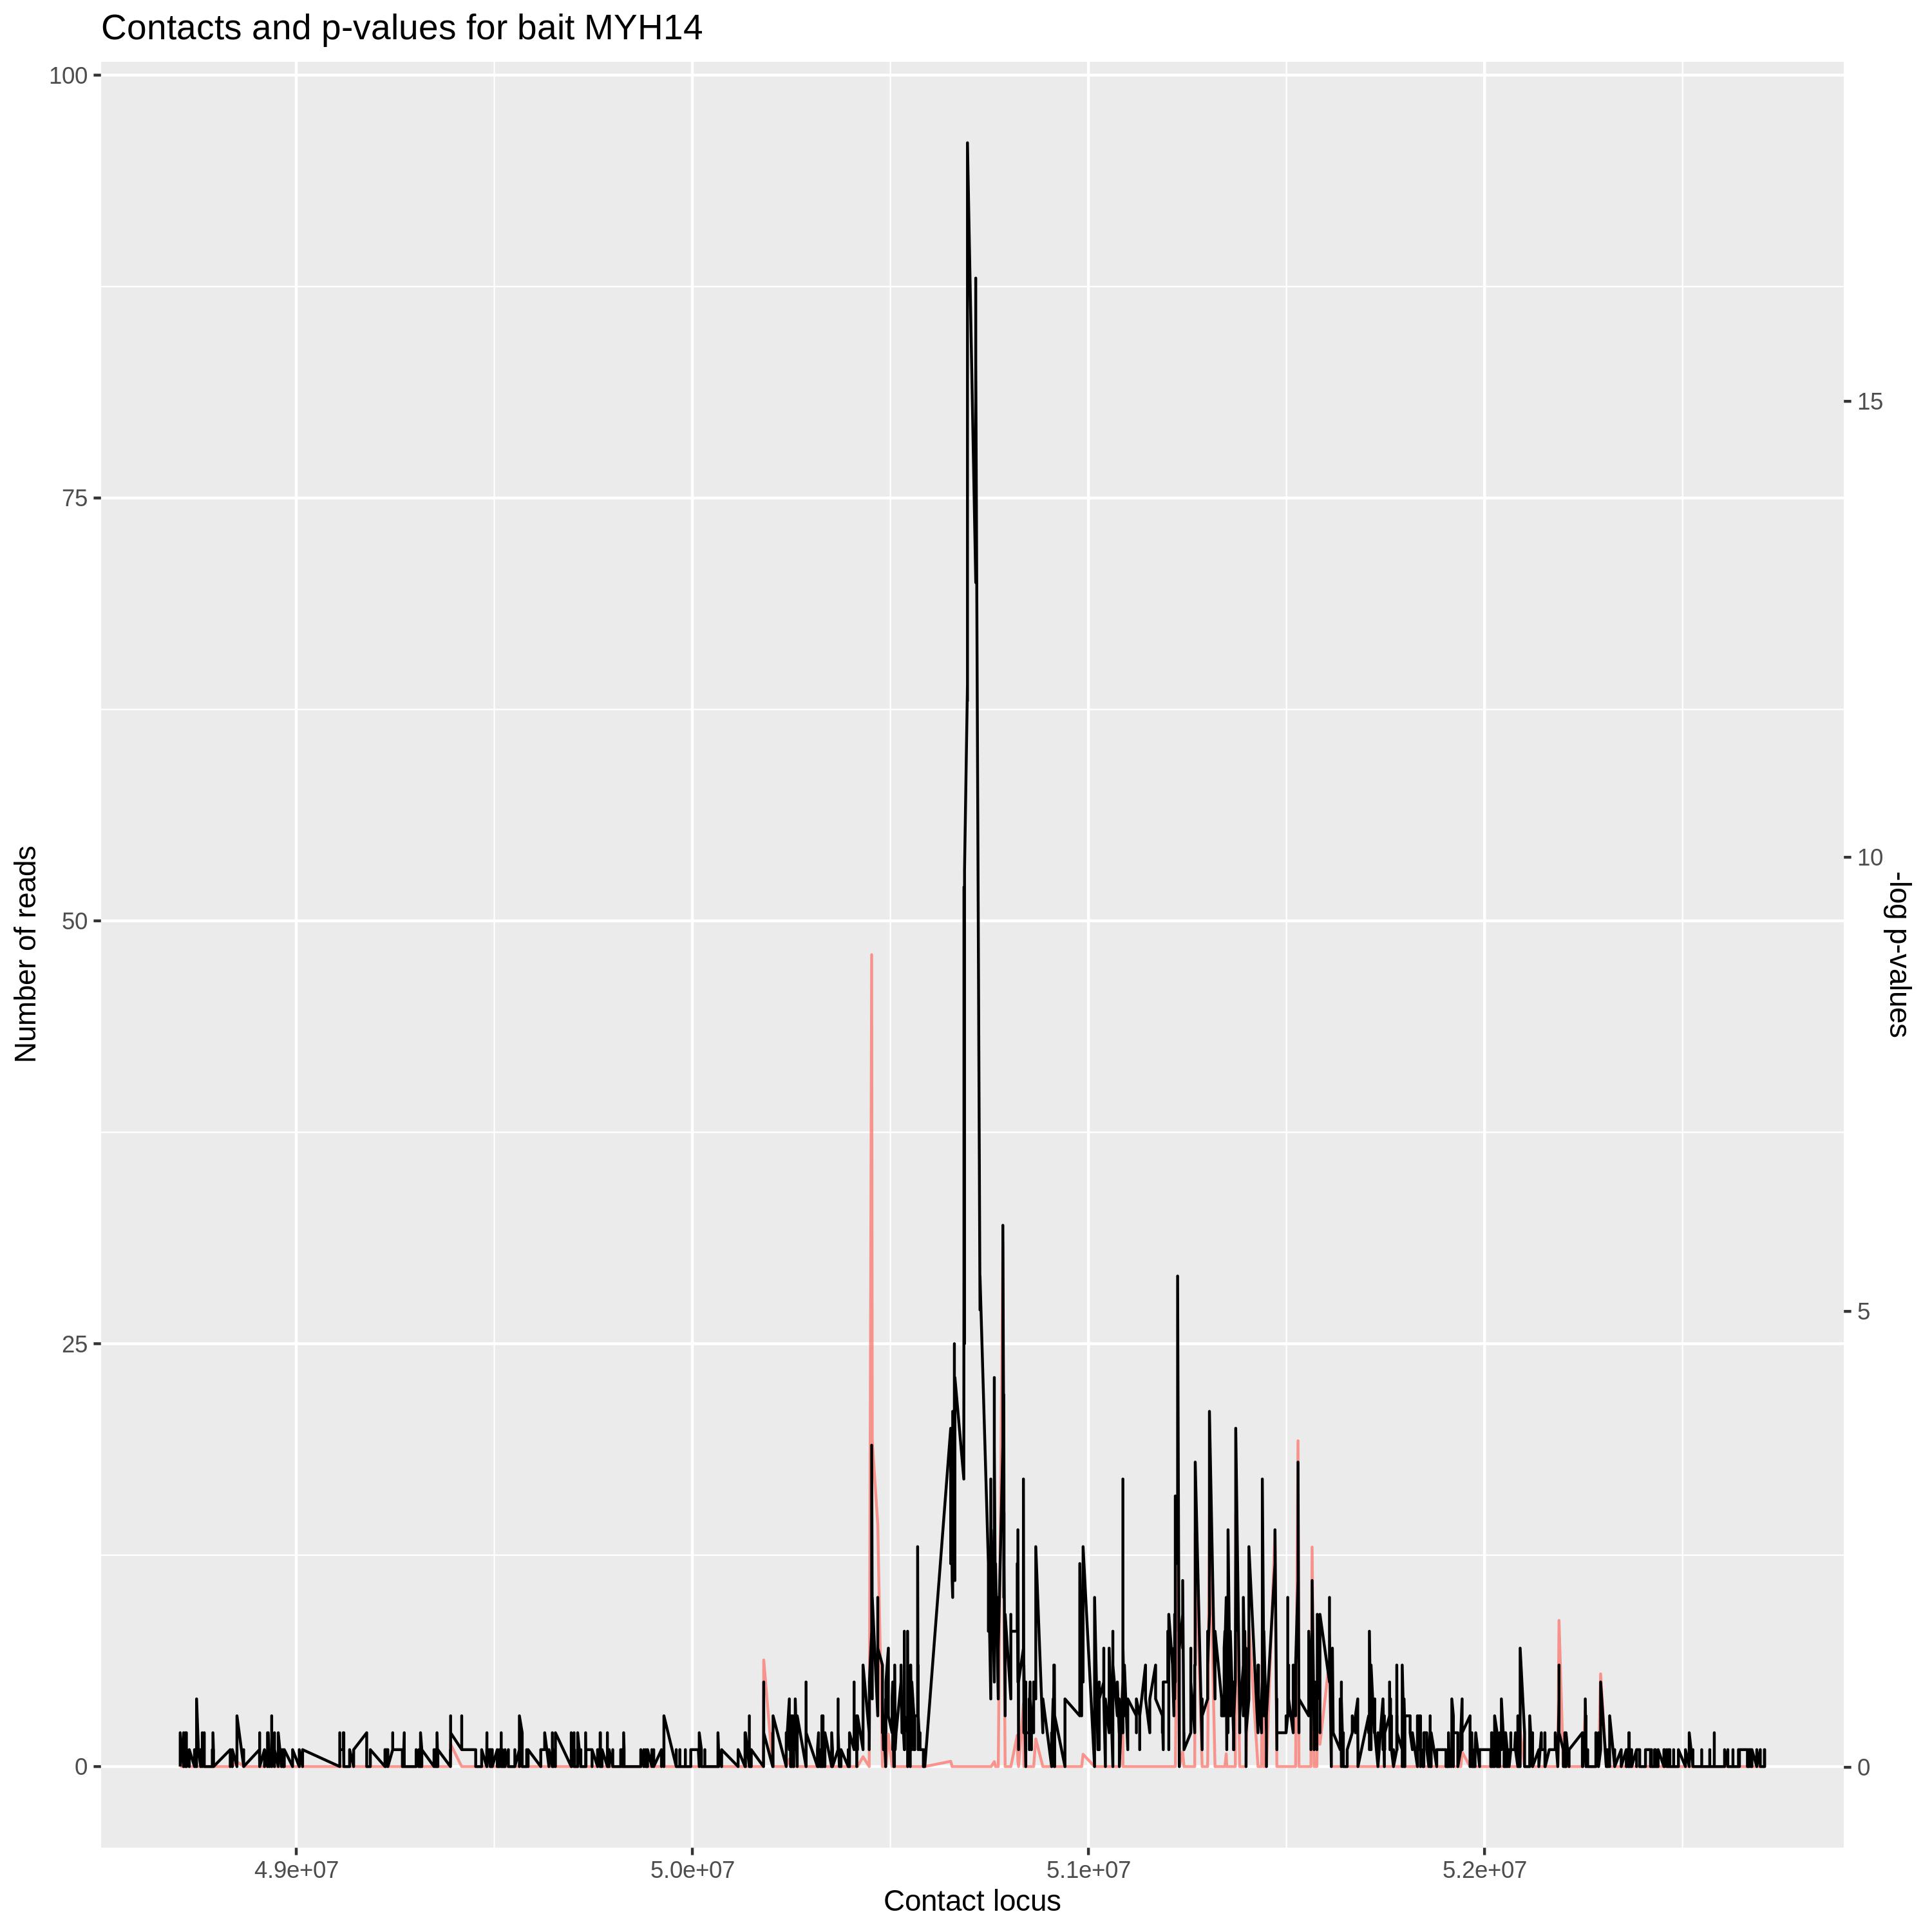 Contacts and p-values for bait MYH14
100
75
50
25
0
Number of reads
15
10
5
0
-log p-values
4.9e+07
5.0e+07
5.1e+07
5.2e+07
Contact locus